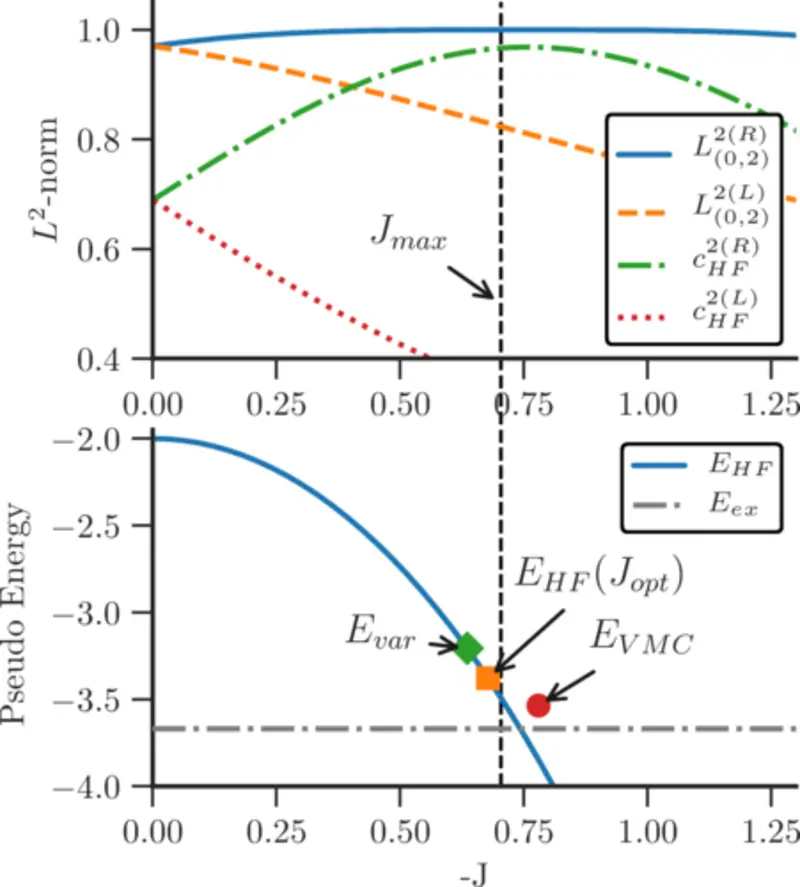 1.0
0.8
0.6
0.4
L²-norm
J_max
L^{2(R)}_{(0,2)}
L^{2(L)}_{(0,2)}
c^{2(R)}_{HF}
c^{2(L)}_{HF}
0.00 0.25 0.50 0.75 1.00 1.25
−2.0
−2.5
−3.0
−3.5
−4.0
Pseudo Energy
E_{HF}
E_{ex}
E_{HF}(J_{opt})
E_{var}
E_{VMC}
0.00 0.25 0.50 0.75 1.00 1.25
-J